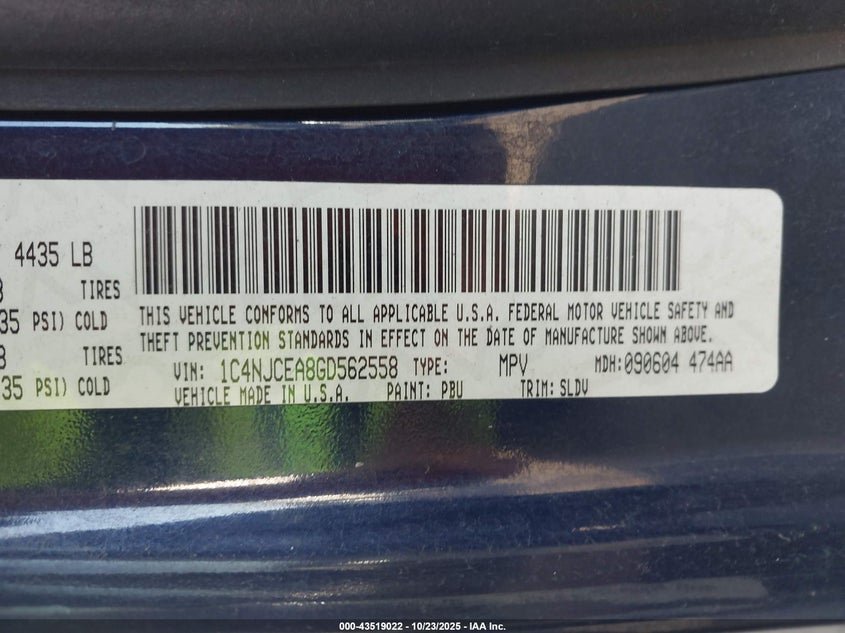 4435 LB
TIRES
35 PSI) COLD
TIRES
35 PSI) COLD
THIS VEHICLE CONFORMS TO ALL APPLICABLE U.S.A. FEDERAL MOTOR VEHICLE SAFETY AND
THEFT PREVENTION STANDARDS IN EFFECT ON THE DATE OF MANUFACTURE SHOWN ABOVE.
VIN: 1C4NJCEA8GD562558 TYPE: MPV MDH:090604 474AA
VEHICLE MADE IN U.S.A. PAINT: PBU TRIM: SLDV
000-43519022 - 10/23/2025 - IAA Inc.